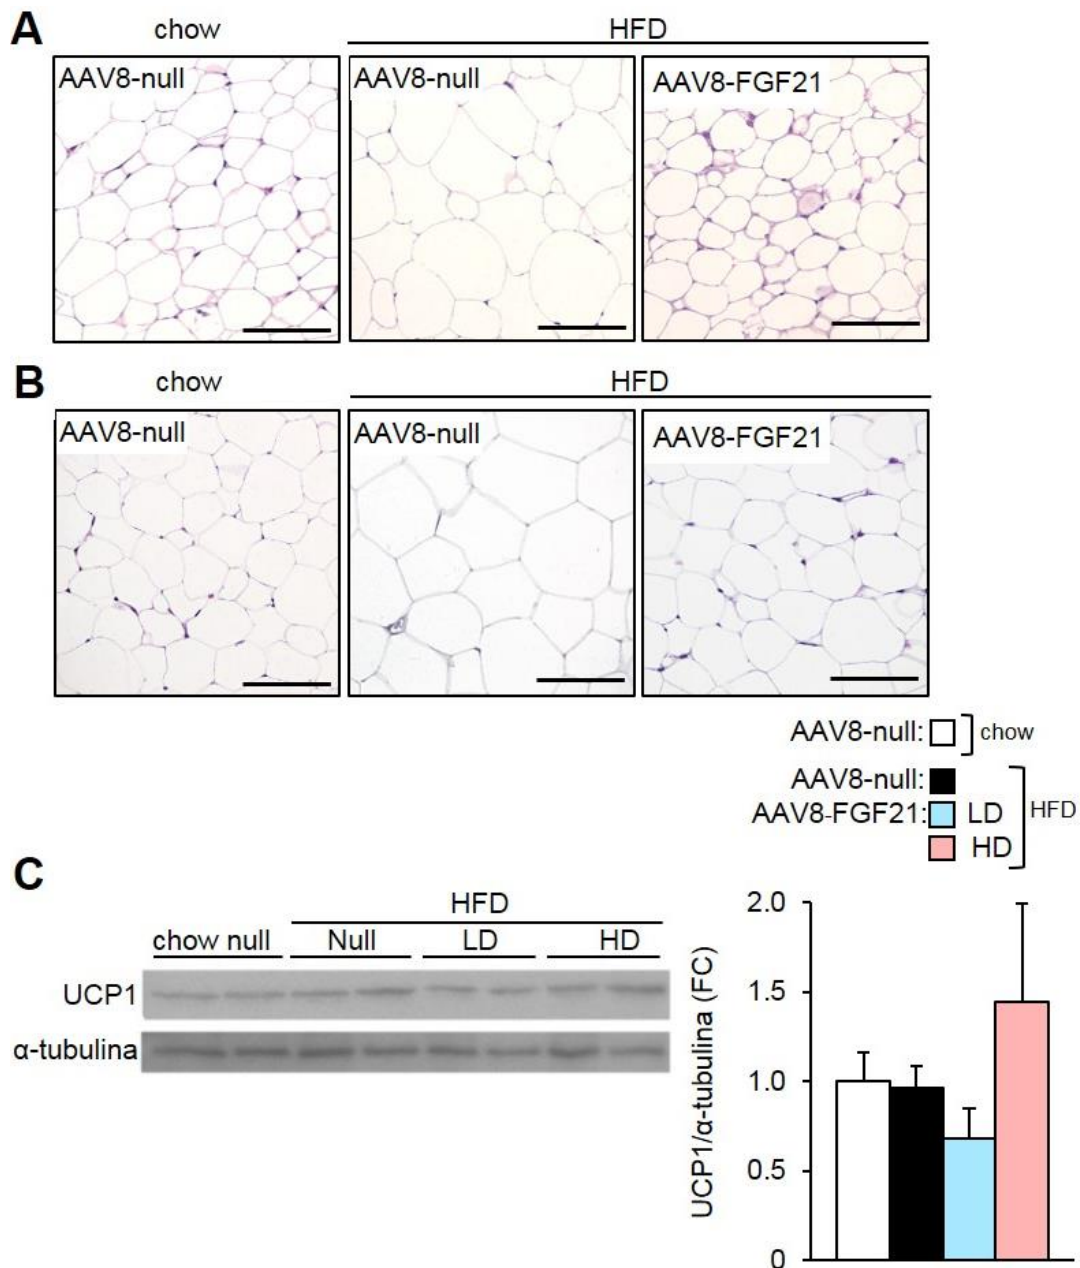 A
chow HFD
AAV8-null AAV8-null AAV8-FGF21
B
chow HFD
AAV8-null AAV8-null AAV8-FGF21
AAV8-null: chow
AAV8-null:
AAV8-FGF21: LD HFD
HD
C
HFD
chow null Null LD HD
UCP1
α-tubulina
UCP1/α-tubulina (FC)
2.0
1.5
1.0
0.5
0